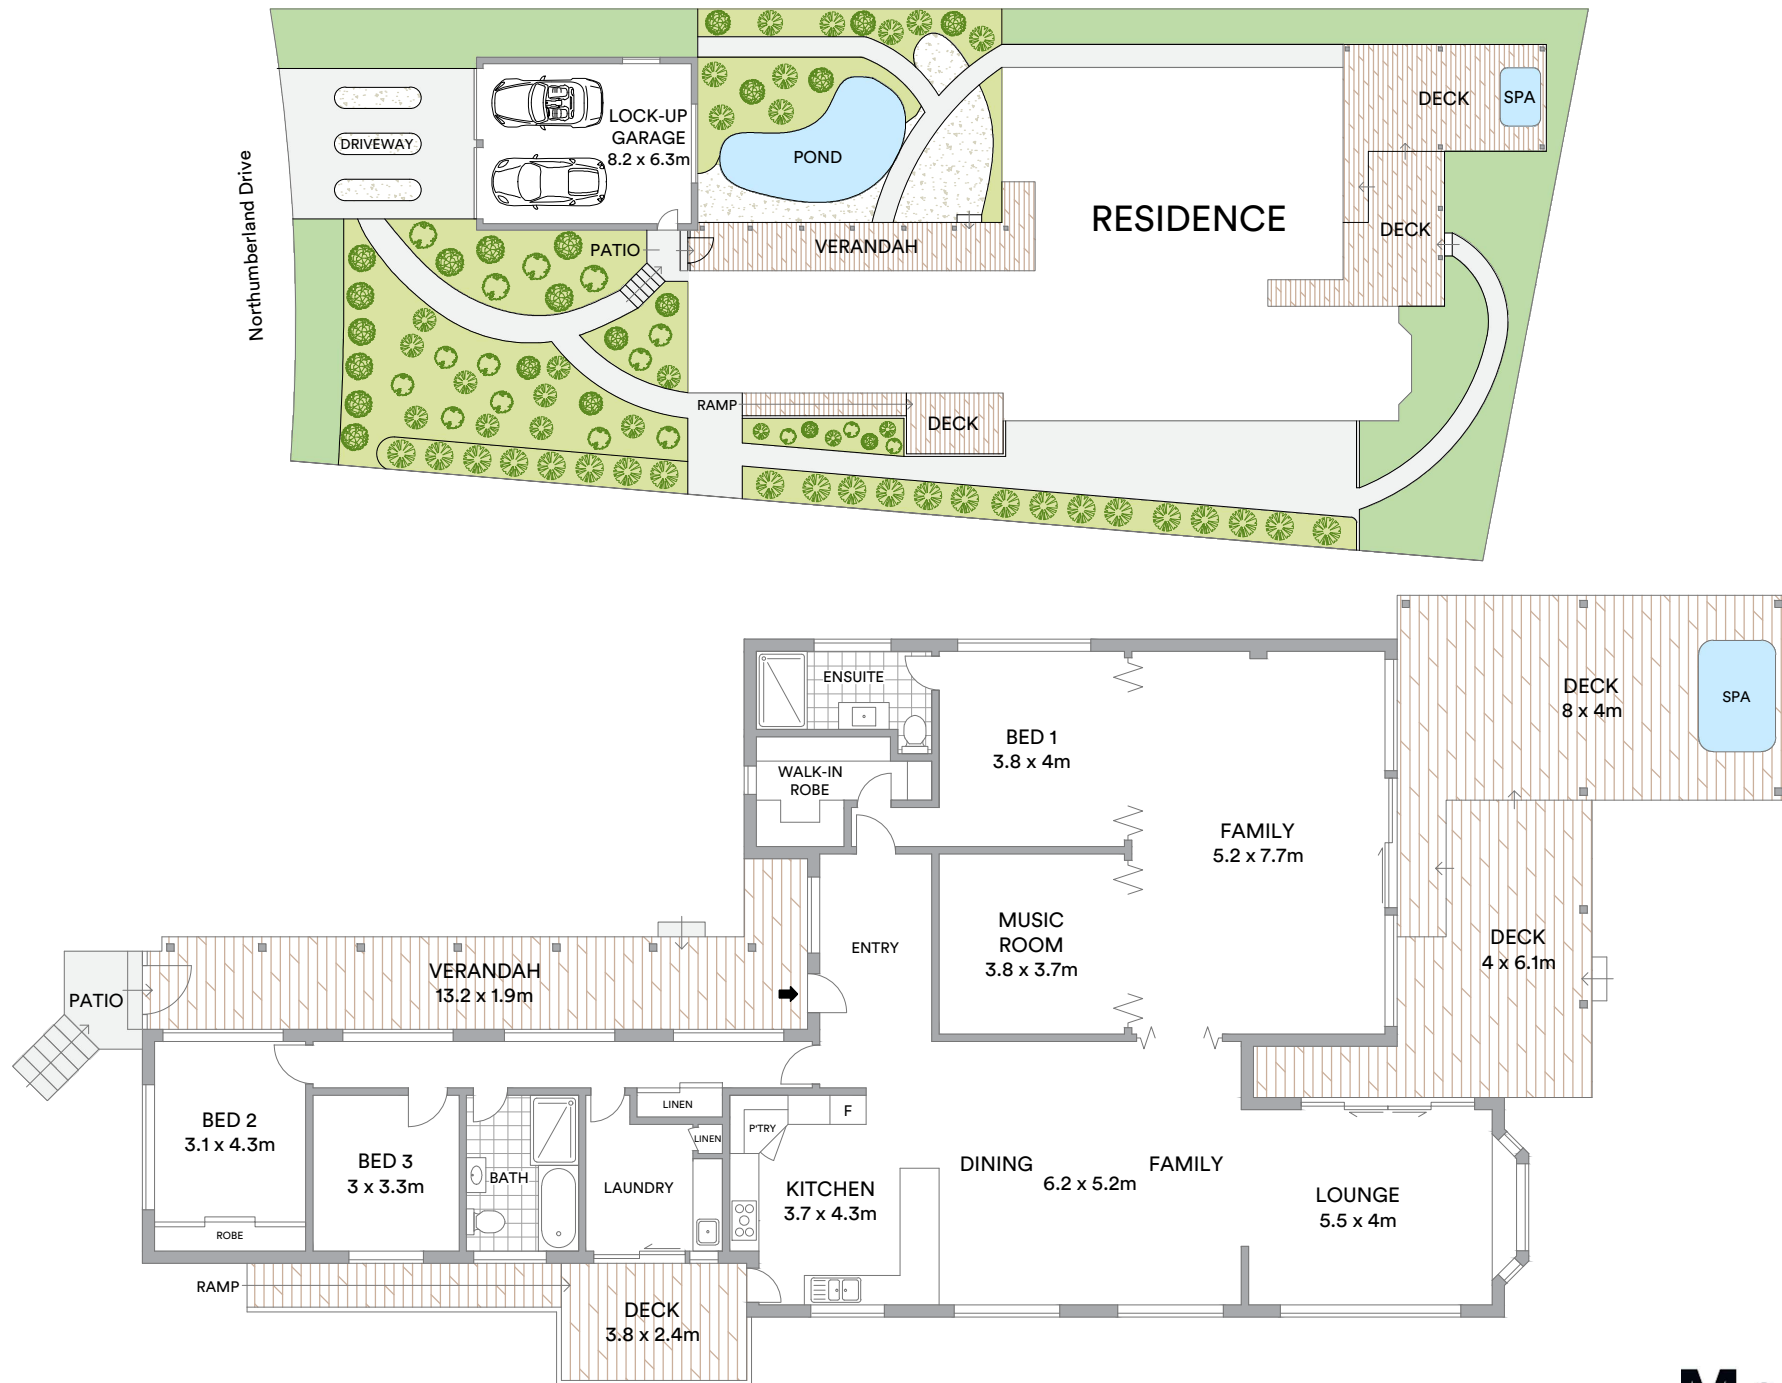 LOCK-UP
GARAGE
8.2 x 6.3m
DRIVEWAY
Northumberland Drive
POND
DECK
SPA
RESIDENCE
DECK
PATIO
VERANDAH
RAMP
DECK
ENSUITE
BED 1
3.8 x 4m
WALK-IN
ROBE
FAMILY
5.2 x 7.7m
DECK
8 x 4m
SPA
MUSIC
ROOM
3.8 x 3.7m
ENTRY
DECK
4 x 6.1m
VERANDAH
13.2 x 1.9m
PATIO
BED 2
3.1 x 4.3m
ROBE
BED 3
3 x 3.3m
BATH
LAUNDRY
LINEN
LINEN
P'TRY
F
KITCHEN
3.7 x 4.3m
DINING
FAMILY
6.2 x 5.2m
LOUNGE
5.5 x 4m
RAMP
DECK
3.8 x 2.4m